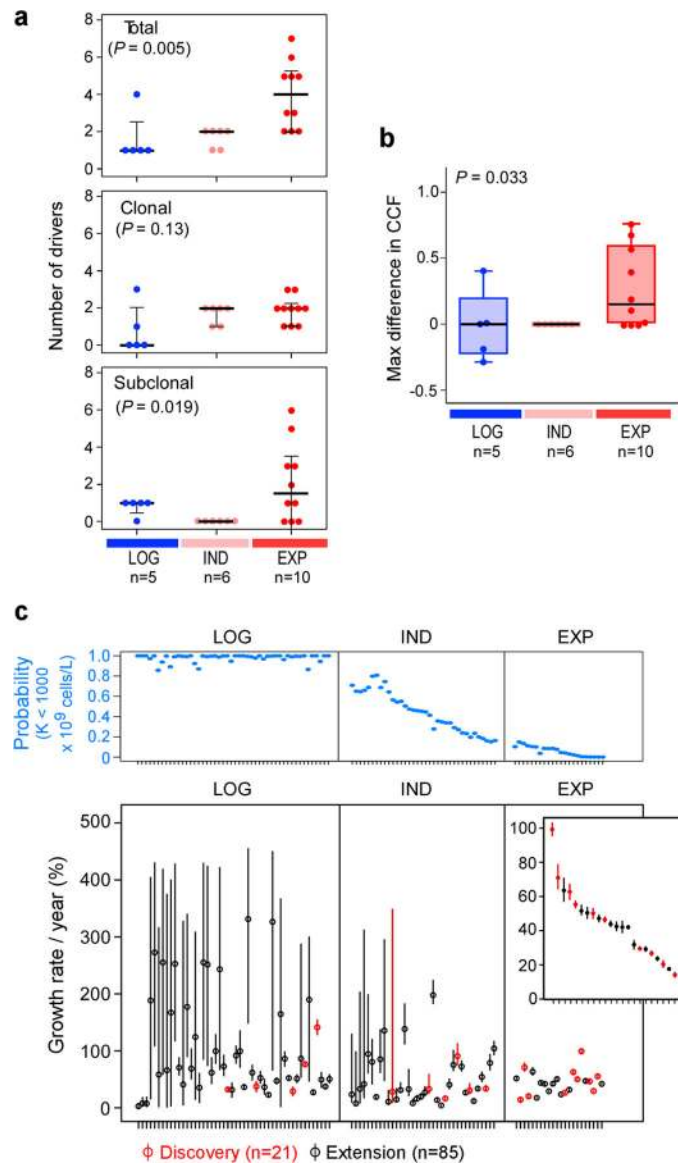 a
Total
(P = 0.005)
8
6
4
2
0
Clonal
(P = 0.13)
8
6
4
2
0
Subclonal
(P = 0.019)
8
6
4
2
0
Number of drivers
LOG IND EXP
n=5 n=6 n=10
b
P = 0.033
1.0
0.5
0
-0.5
Max difference in CCF
LOG IND EXP
n=5 n=6 n=10
c
LOG IND EXP
Probability
(K < 1000
x 10⁹ cells/L)
1.0
0.8
0.6
0.4
0.2
0
LOG IND EXP
Growth rate / year (%)
500
400
300
200
100
0
100
80
60
40
20
0
Discovery (n=21) Extension (n=85)